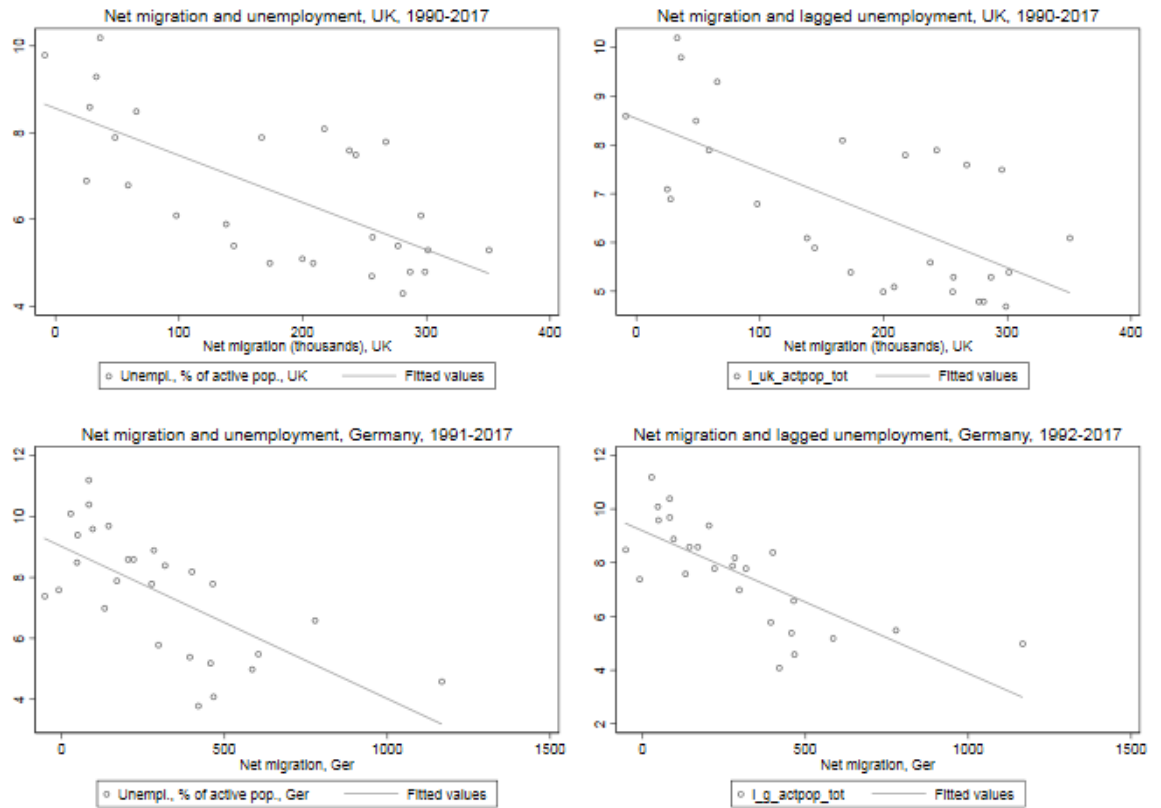 Net migration and unemployment, UK, 1990-2017
10
8
6
4
0
100
200
300
400
Net migration (thousands), UK
Unempl., % of active pop., UK
Fitted values
Net migration and lagged unemployment, UK, 1990-2017
10
9
8
7
6
5
0
100
200
300
400
Net migration (thousands), UK
l_uk_actpop_tot
Fitted values
Net migration and unemployment, Germany, 1991-2017
12
10
8
6
4
0
500
1000
1500
Net migration, Ger
Unempl., % of active pop., Ger
Fitted values
Net migration and lagged unemployment, Germany, 1992-2017
12
10
8
6
4
2
0
500
1000
1500
Net migration, Ger
l_g_actpop_tot
Fitted values